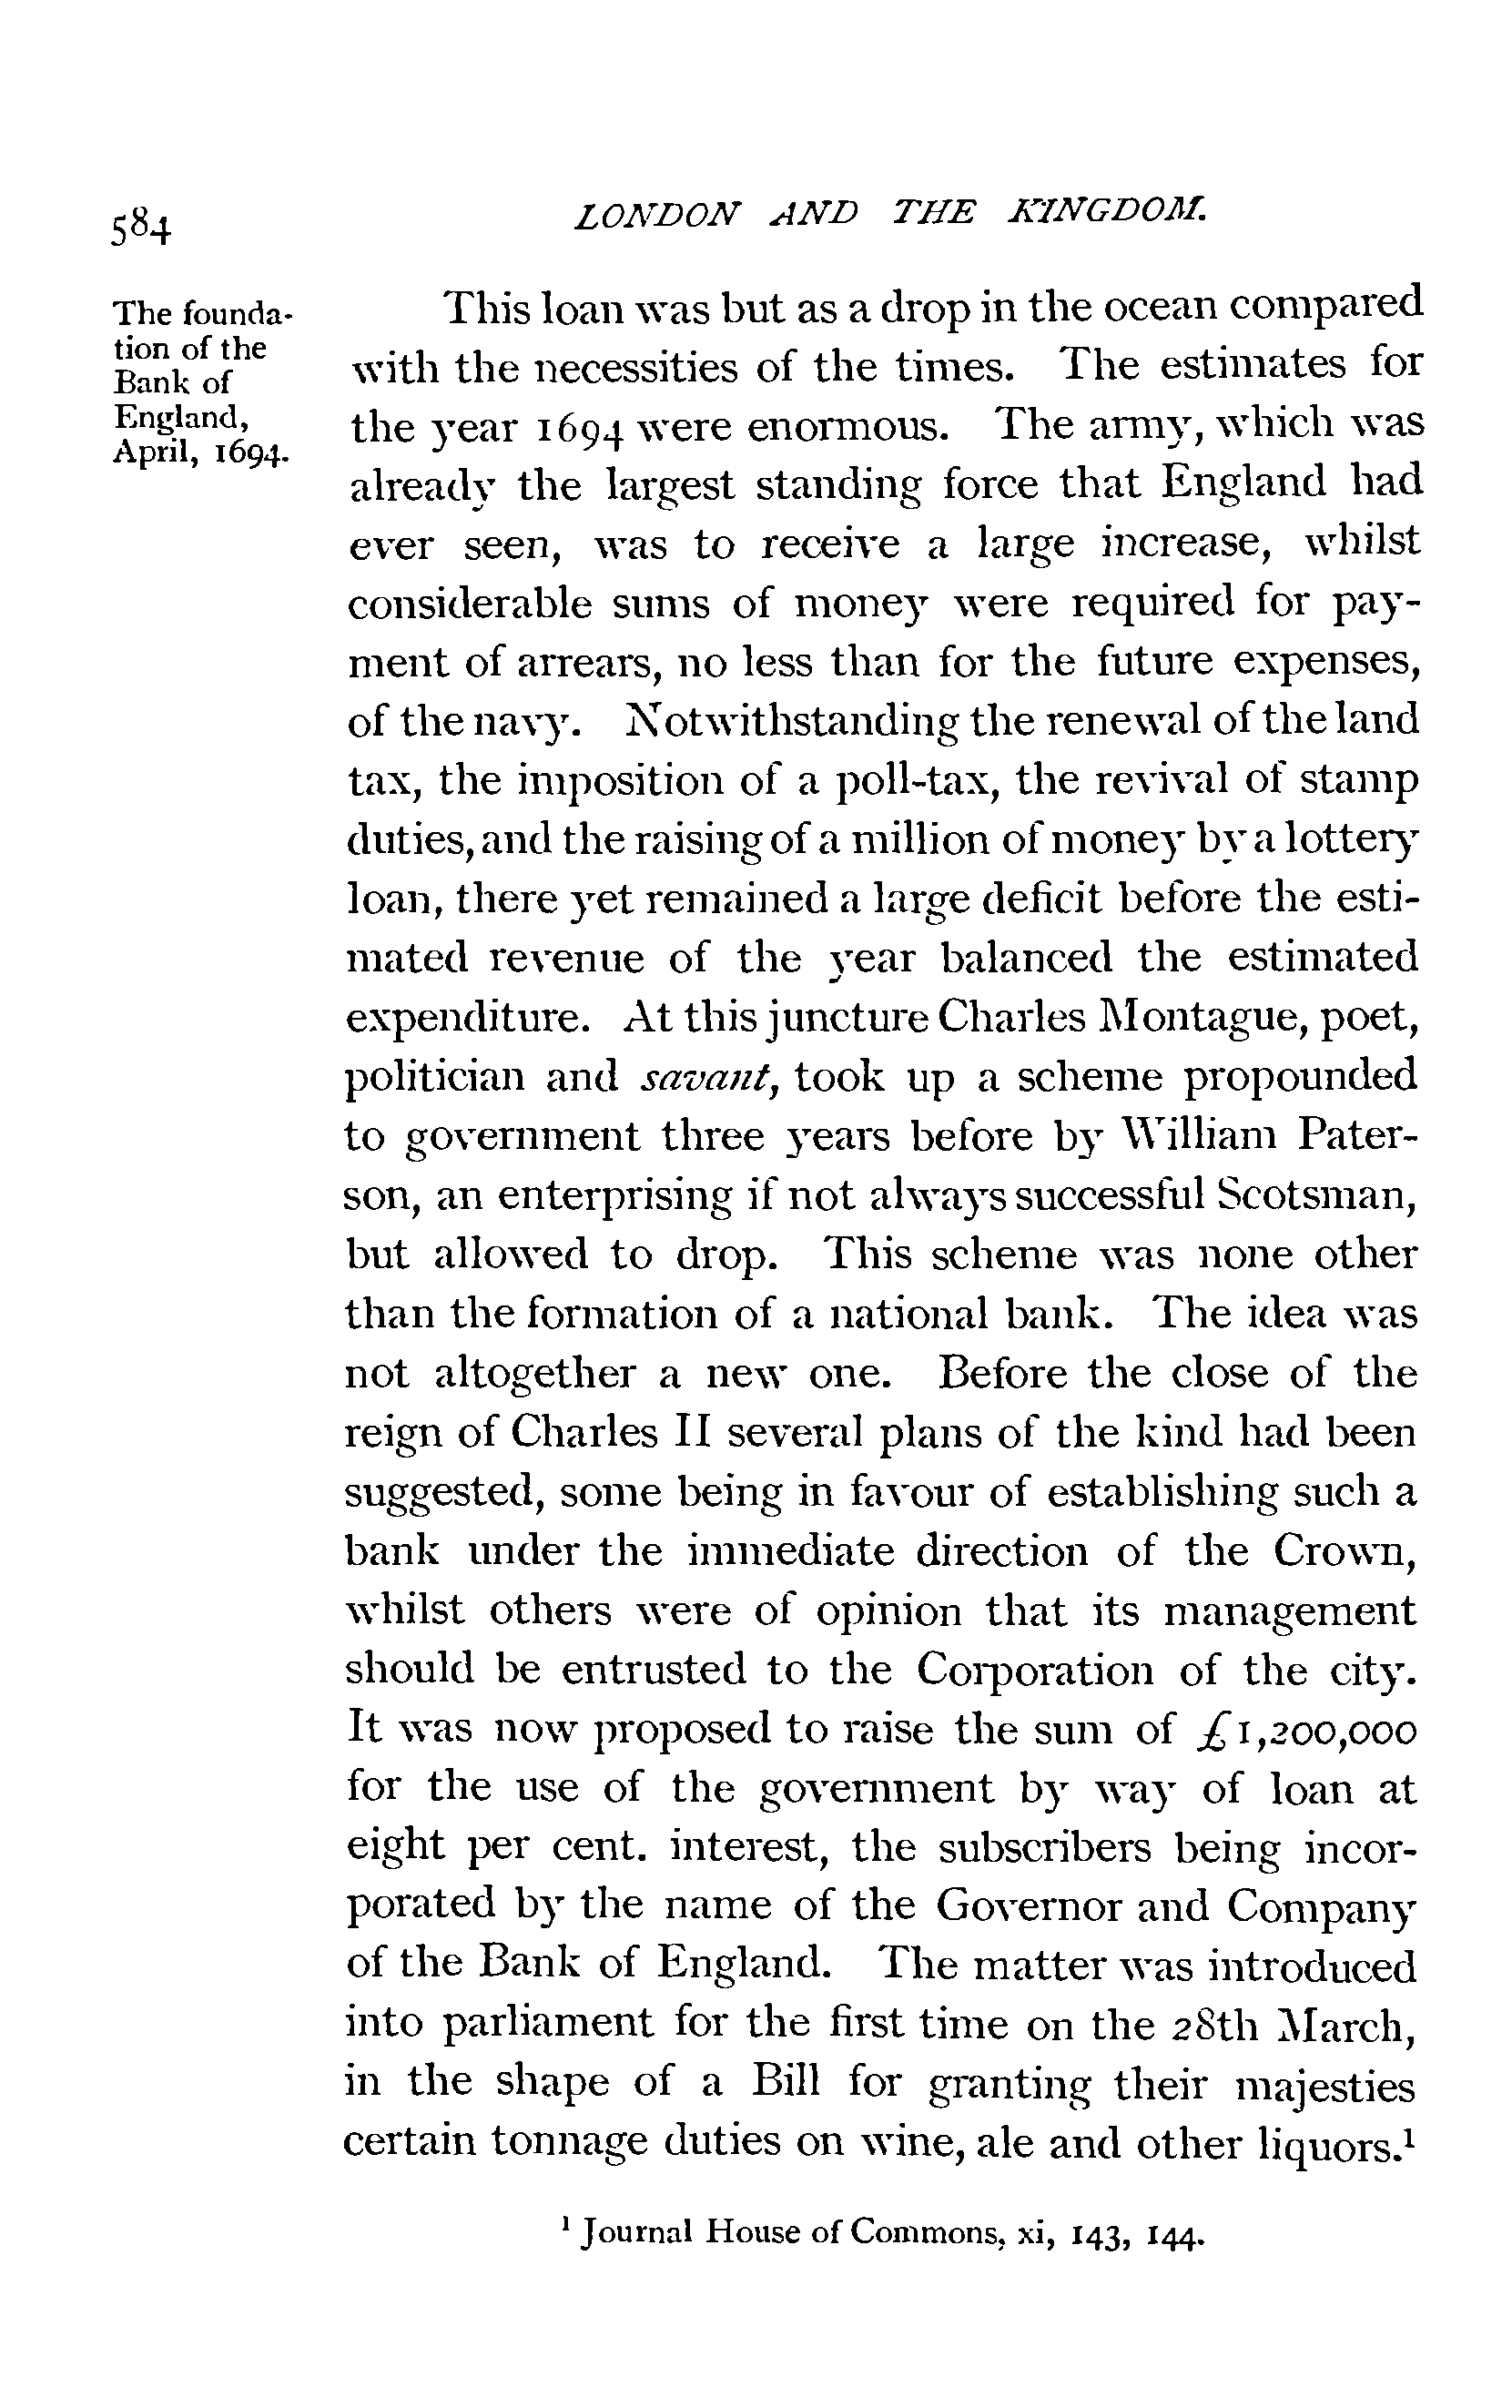 584
LONDON AND THE KINGDOM.
The founda-
tion of the
Bank of
England,
April, 1694.
This loan was but as a drop in the ocean compared
with the necessities of the times. The estimates for
the year 1694 were enormous. The army, which was
already the largest standing force that England had
ever seen, was to receive a large increase, whilst
considerable sums of money were required for pay-
ment of arrears, no less than for the future expenses,
of the navy. Notwithstanding the renewal of the land
tax, the imposition of a poll-tax, the revival of stamp
duties, and the raising of a million of money by a lottery
loan, there yet remained a large deficit before the esti-
mated revenue of the year balanced the estimated
expenditure. At this juncture Charles Montague, poet,
politician and savant, took up a scheme propounded
to government three years before by William Pater-
son, an enterprising if not always successful Scotsman,
but allowed to drop. This scheme was none other
than the formation of a national bank. The idea was
not altogether a new one. Before the close of the
reign of Charles II several plans of the kind had been
suggested, some being in favour of establishing such a
bank under the immediate direction of the Crown,
whilst others were of opinion that its management
should be entrusted to the Corporation of the city.
It was now proposed to raise the sum of £1,200,000
for the use of the government by way of loan at
eight per cent. interest, the subscribers being incor-
porated by the name of the Governor and Company
of the Bank of England. The matter was introduced
into parliament for the first time on the 28th March,
in the shape of a Bill for granting their majesties
certain tonnage duties on wine, ale and other liquors.¹
¹ Journal House of Commons, xi, 143, 144.